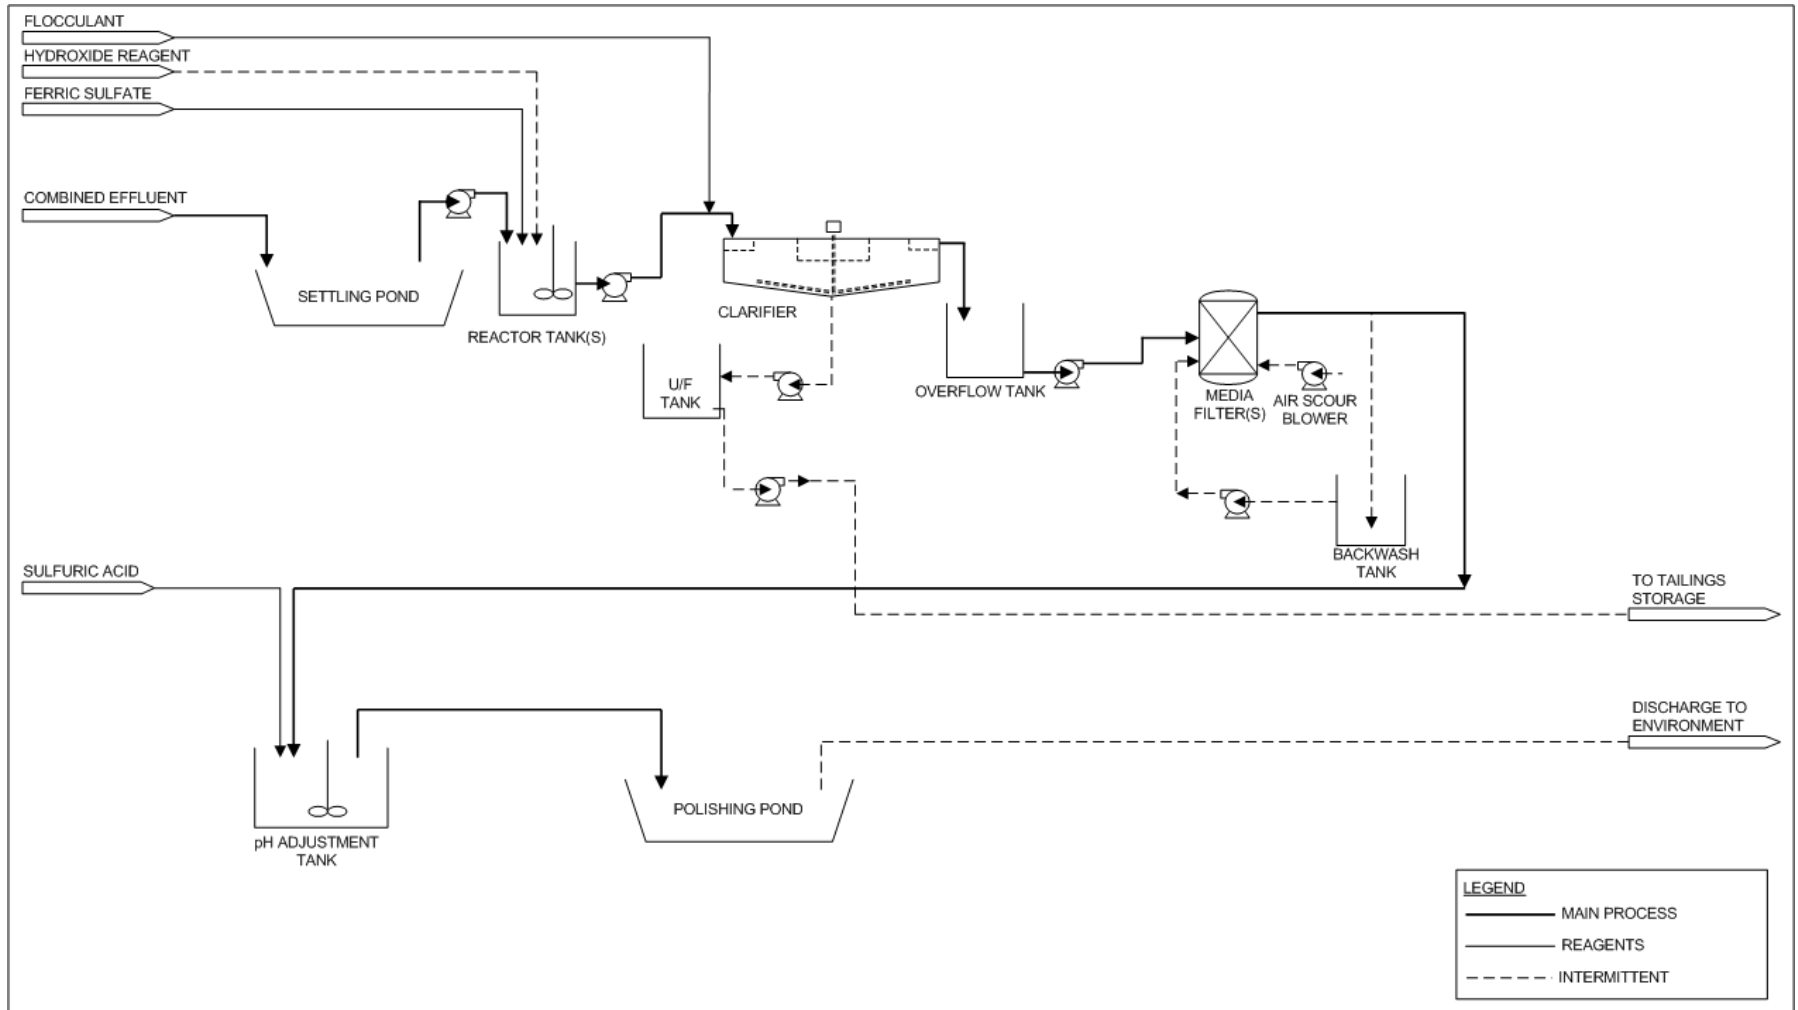 FLOCCULANT
HYDROXIDE REAGENT
FERRIC SULFATE
COMBINED EFFLUENT
SETTLING POND
REACTOR TANK(S)
CLARIFIER
U/F
TANK
OVERFLOW TANK
MEDIA
FILTER(S)
AIR SCOUR
BLOWER
BACKWASH
TANK
SULFURIC ACID
TO TAILINGS
STORAGE
DISCHARGE TO
ENVIRONMENT
POLISHING POND
pH ADJUSTMENT
TANK
LEGEND
MAIN PROCESS
REAGENTS
INTERMITTENT